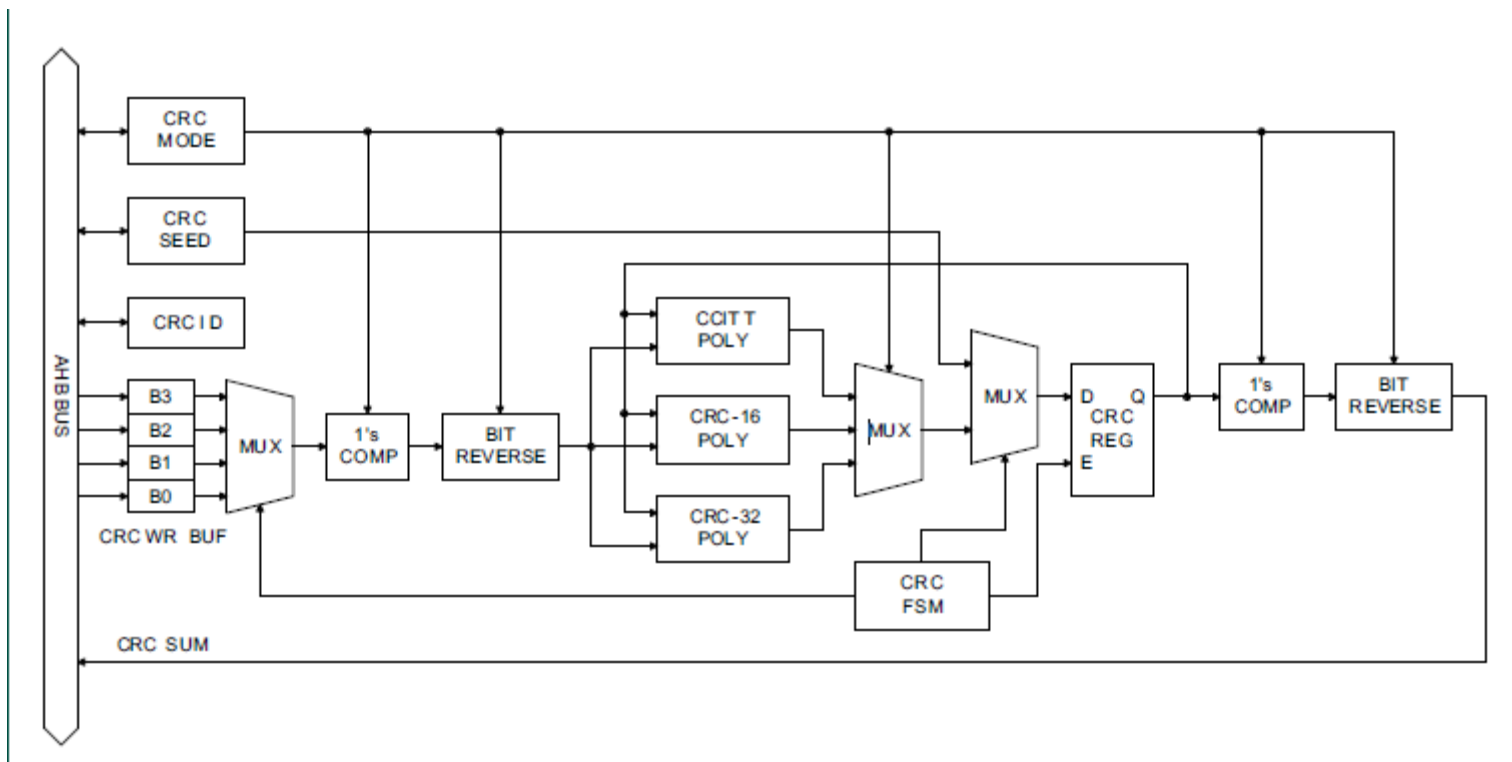 CRC
MODE
CRC
SEED
CRC ID
AHB BUS
B3
B2
B1
B0
CRC WR BUF
MUX
1's
COMP
BIT
REVERSE
CCITT
POLY
CRC-16
POLY
CRC-32
POLY
MUX
MUX
D Q
CRC
REG
E
1's
COMP
BIT
REVERSE
CRC
FSM
CRC SUM